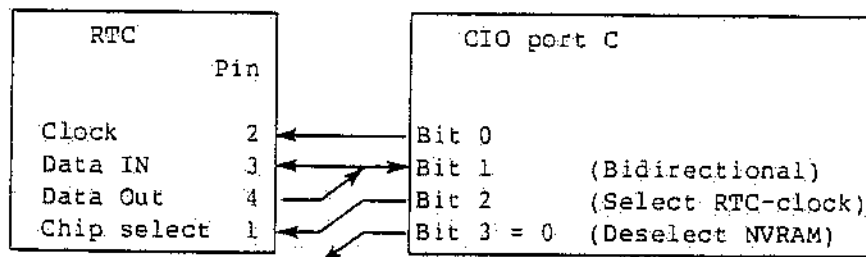 RTC CIO port C
Pin
Clock 2 Bit 0
Data IN 3 Bit 1 (Bidirectional)
Data Out 4 Bit 2 (Select RTC-clock)
Chip select 1 Bit 3 = 0 (Deselect NVRAM)